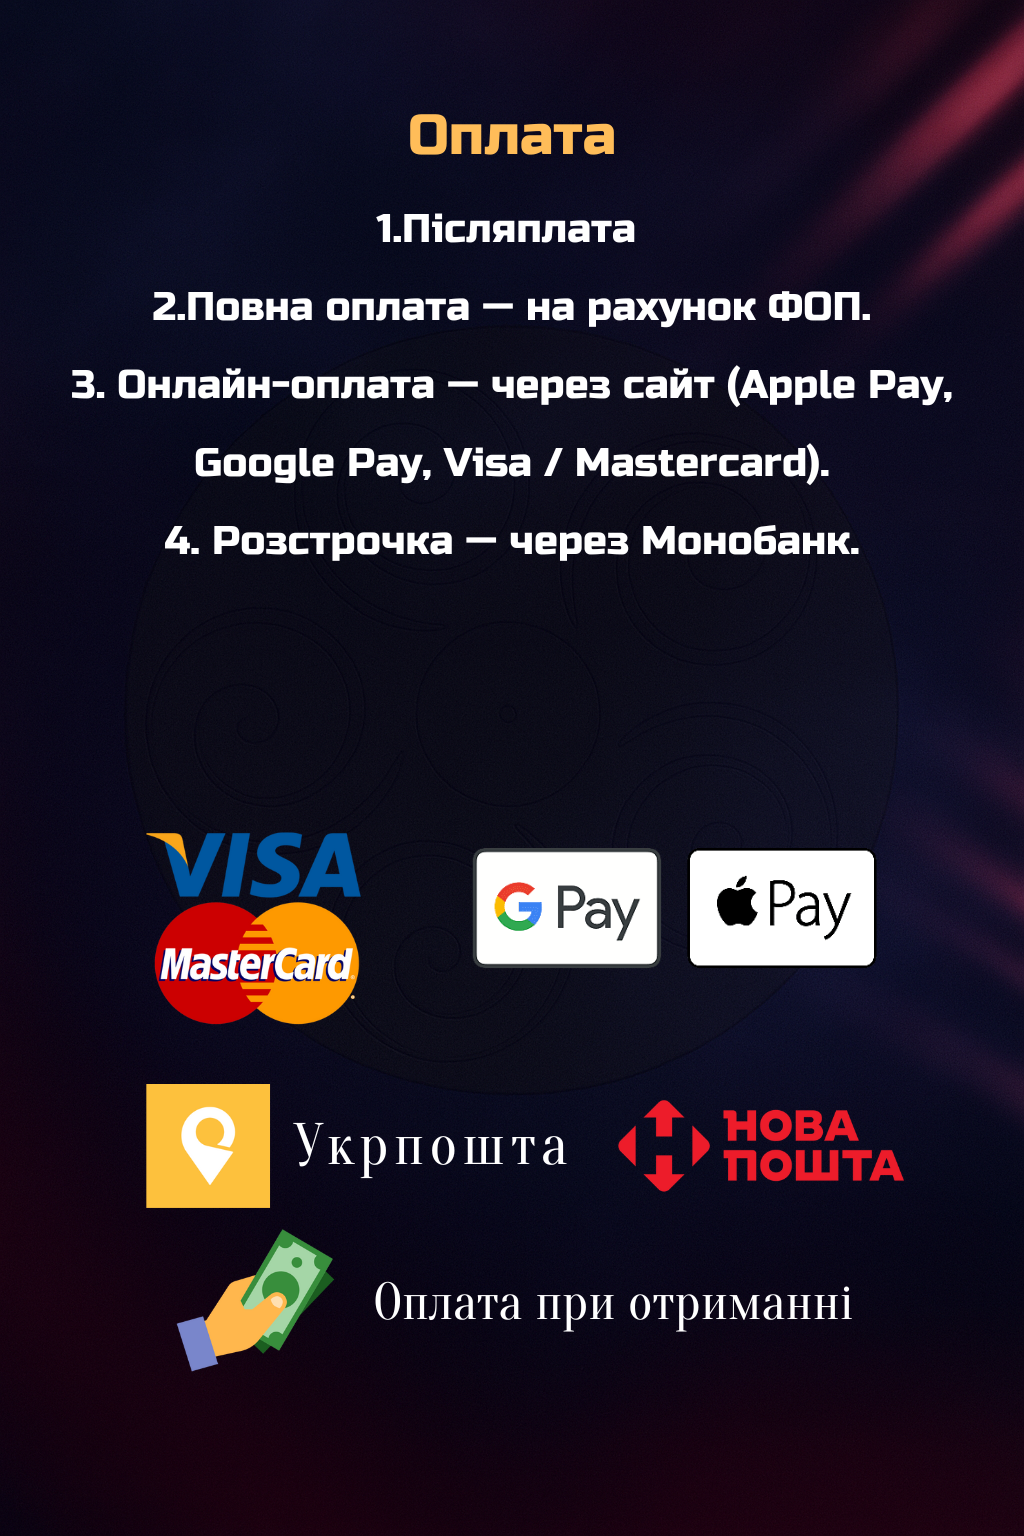 Оплата
1.Післяплата
2.Повна оплата — на рахунок ФОП.
3. Онлайн-оплата — через сайт (Apple Pay,
Google Pay, Visa / Mastercard).
4. Розстрочка — через Монобанк.
VISA
MasterCard
G Pay
Pay
Укрпошта
НОВА
ПОШТА
Оплата при отриманні